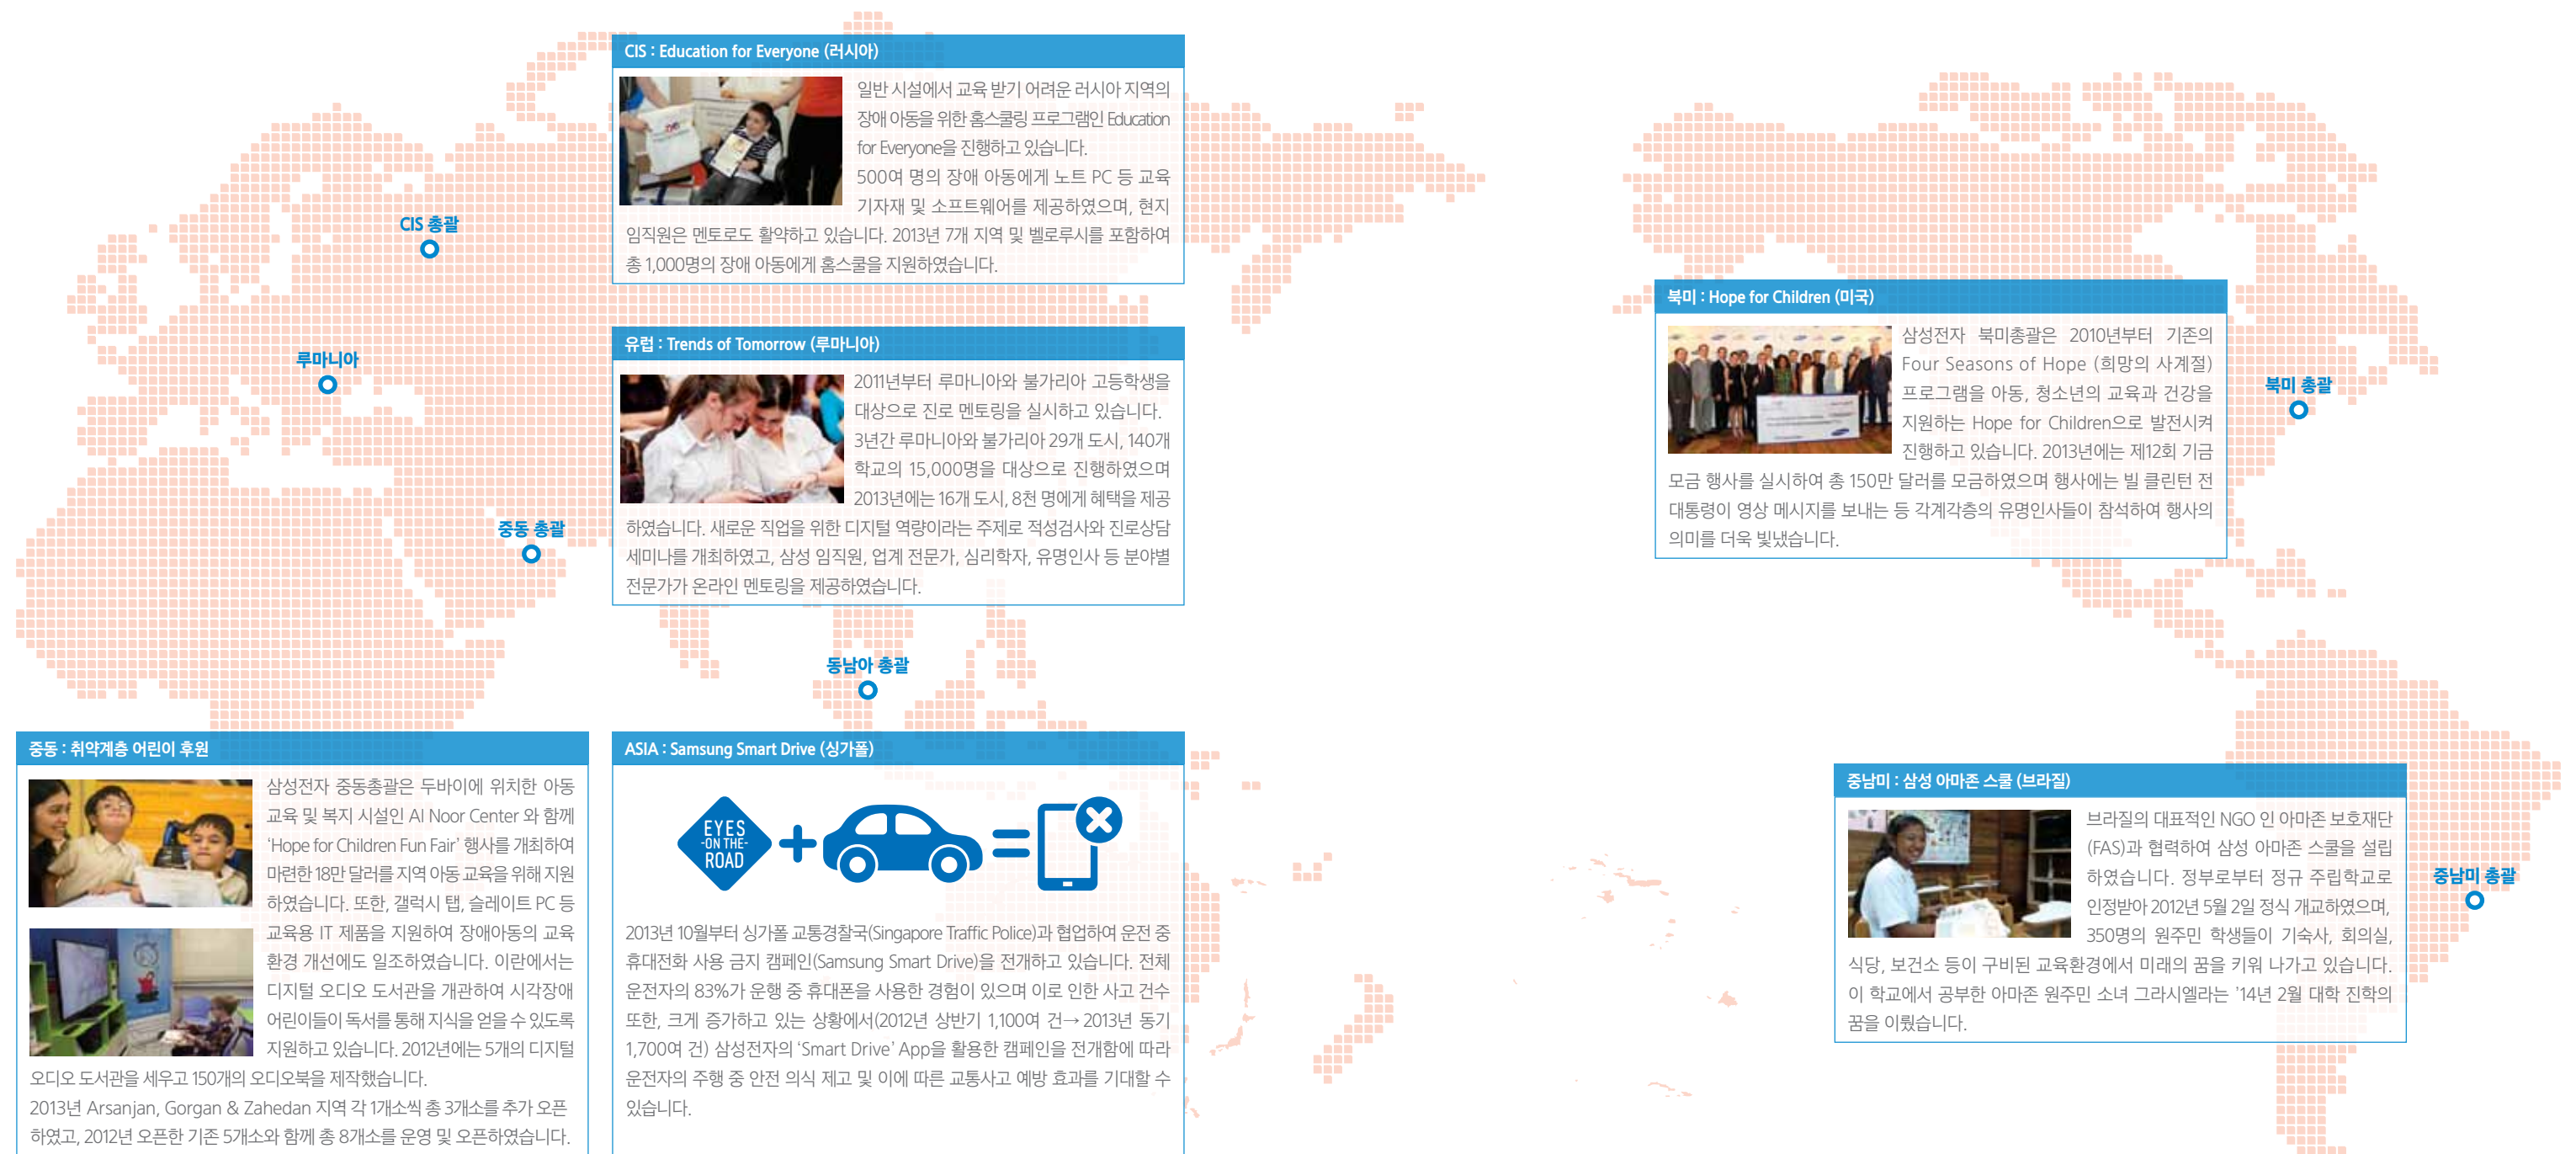 CIS : Education for Everyone (러시아)
일반 시설에서 교육 받기 어려운 러시아 지역의
장애 아동을 위한 홈스쿨링 프로그램인 Education
for Everyone을 진행하고 있습니다.
500여 명의 장애 아동에게 노트 PC 등 교육
기자재 및 소프트웨어를 제공하였으며, 현지
임직원은 멘토로도 활약하고 있습니다. 2013년 7개 지역 및 벨로루시를 포함하여
총 1,000명의 장애 아동에게 홈스쿨을 지원하였습니다.
CIS 총괄
루마니아
중동 총괄
유럽 : Trends of Tomorrow (루마니아)
2011년부터 루마니아와 불가리아 고등학생을
대상으로 진로 멘토링을 실시하고 있습니다.
3년간 루마니아와 불가리아 29개 도시, 140개
학교의 15,000명을 대상으로 진행하였으며
2013년에는 16개 도시, 8천 명에게 혜택을 제공
하였습니다. 새로운 직업을 위한 디지털 역량이라는 주제로 적성검사와 진로상담
세미나를 개최하였고, 삼성 임직원, 업계 전문가, 심리학자, 유명인사 등 분야별
전문가가 온라인 멘토링을 제공하였습니다.
북미 : Hope for Children (미국)
삼성전자 북미총괄은 2010년부터 기존의
Four Seasons of Hope (희망의 사계절)
프로그램을 아동, 청소년의 교육과 건강을
지원하는 Hope for Children으로 발전시켜
진행하고 있습니다. 2013년에는 제12회 기금
모금 행사를 실시하여 총 150만 달러를 모금하였으며 행사에는 빌 클린턴 전
대통령이 영상 메시지를 보내는 등 각계각층의 유명인사들이 참석하여 행사의
의미를 더욱 빛냈습니다.
북미 총괄
동남아 총괄
중동 : 취약계층 어린이 후원
삼성전자 중동총괄은 두바이에 위치한 아동
교육 및 복지 시설인 Al Noor Center 와 함께
‘Hope for Children Fun Fair’ 행사를 개최하여
마련한 18만 달러를 지역 아동 교육을 위해 지원
하였습니다. 또한, 갤럭시 탭, 슬레이트 PC 등
교육용 IT 제품을 지원하여 장애아동의 교육
환경 개선에도 일조하였습니다. 이란에서는
디지털 오디오 도서관을 개관하여 시각장애
어린이들이 독서를 통해 지식을 얻을 수 있도록
지원하고 있습니다. 2012년에는 5개의 디지털
오디오 도서관을 세우고 150개의 오디오북을 제작했습니다.
2013년 Arsanjan, Gorgan & Zahedan 지역 각 1개소씩 총 3개소를 추가 오픈
하였고, 2012년 오픈한 기존 5개소와 함께 총 8개소를 운영 및 오픈하였습니다.
ASIA : Samsung Smart Drive (싱가폴)
EYES
-ON THE-
ROAD
2013년 10월부터 싱가폴 교통경찰국(Singapore Traffic Police)과 협업하여 운전 중
휴대전화 사용 금지 캠페인(Samsung Smart Drive)을 전개하고 있습니다. 전체
운전자의 83%가 운행 중 휴대폰을 사용한 경험이 있으며 이로 인한 사고 건수
또한, 크게 증가하고 있는 상황에서(2012년 상반기 1,100여 건→ 2013년 동기
1,700여 건) 삼성전자의 ‘Smart Drive’ App을 활용한 캠페인을 전개함에 따라
운전자의 주행 중 안전 의식 제고 및 이에 따른 교통사고 예방 효과를 기대할 수
있습니다.
중남미 : 삼성 아마존 스쿨 (브라질)
브라질의 대표적인 NGO 인 아마존 보호재단
(FAS)과 협력하여 삼성 아마존 스쿨을 설립
하였습니다. 정부로부터 정규 주립학교로
인정받아 2012년 5월 2일 정식 개교하였으며,
350명의 원주민 학생들이 기숙사, 회의실,
식당, 보건소 등이 구비된 교육환경에서 미래의 꿈을 키워 나가고 있습니다.
이 학교에서 공부한 아마존 원주민 소녀 그라시엘라는 ’14년 2월 대학 진학의
꿈을 이뤘습니다.
중남미 총괄